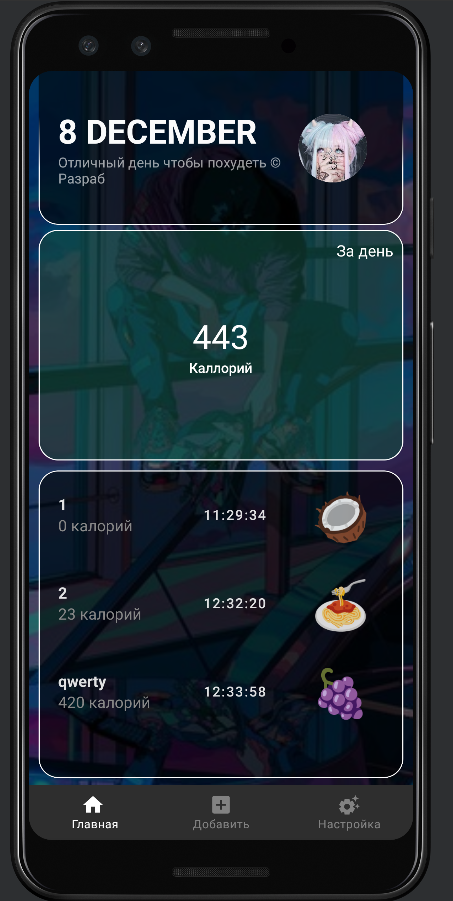 8 DECEMBER
Отличный день чтобы похудеть ©
Разраб
За день
443
Каллорий
1
0 калорий
11:29:34
2
23 калорий
12:32:20
qwerty
420 калорий
12:33:58
Главная
Добавить
Настройка